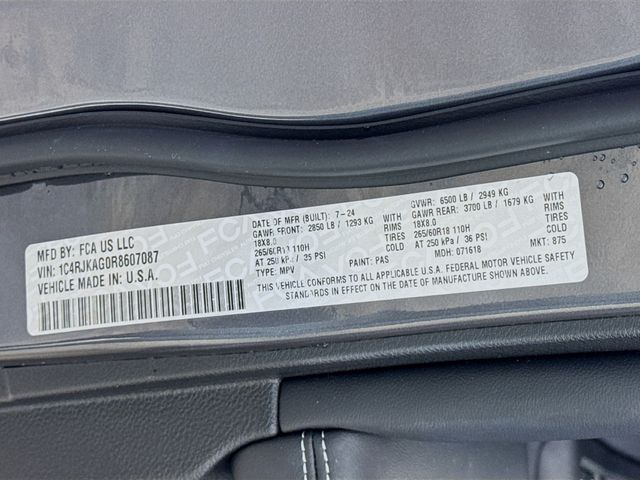 MFD BY: FCA US LLC
VIN: 1C4RJKAG0R8607087
VEHICLE MADE IN U.S.A.
DATE OF MFR (BUILT): 7-24 GVWR: 6500 LB / 2949 KG
GAWR FRONT: 2850 LB / 1293 KG WITH GAWR REAR: 3700 LB / 1679 KG WITH
18X8.0 RIMS 18X8.0 RIMS
265/60R18 110H TIRES 265/60R18 110H TIRES
AT 250 kPa / 36 PSI COLD AT 250 kPa / 36 PSI COLD
TYPE: MPV PAINT: PAS MDH: 071618 MKT: 875
THIS VEHICLE CONFORMS TO ALL APPLICABLE U.S.A. FEDERAL MOTOR VEHICLE
SAFETY STANDARDS IN EFFECT ON THE DATE OF MANUFACTURE SHOWN ABOVE.